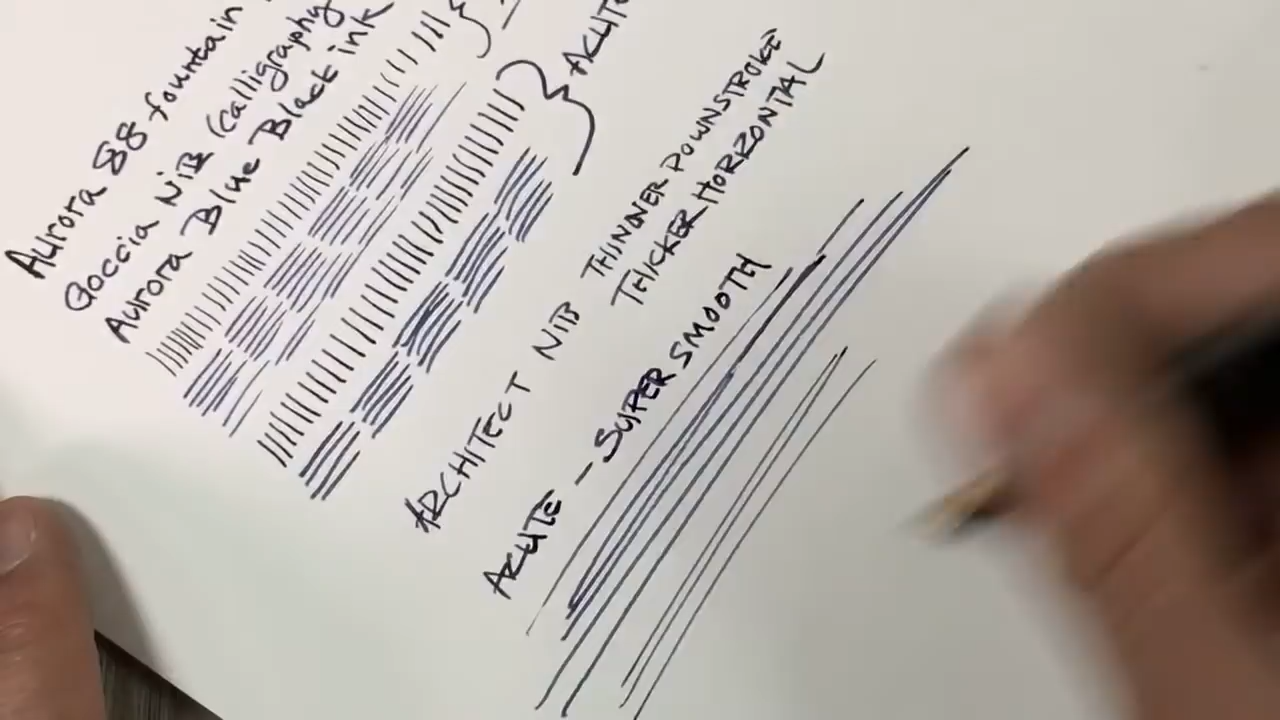 Aurora 88 fountain
Goccia NiB (Calligraphy
Aurora Blue Black ink
ACUTE
ARCHITECT NIB THINNER DOWNSTROKE
THICKER HORRONTAL
ACUTE - SUPER SMOOTH